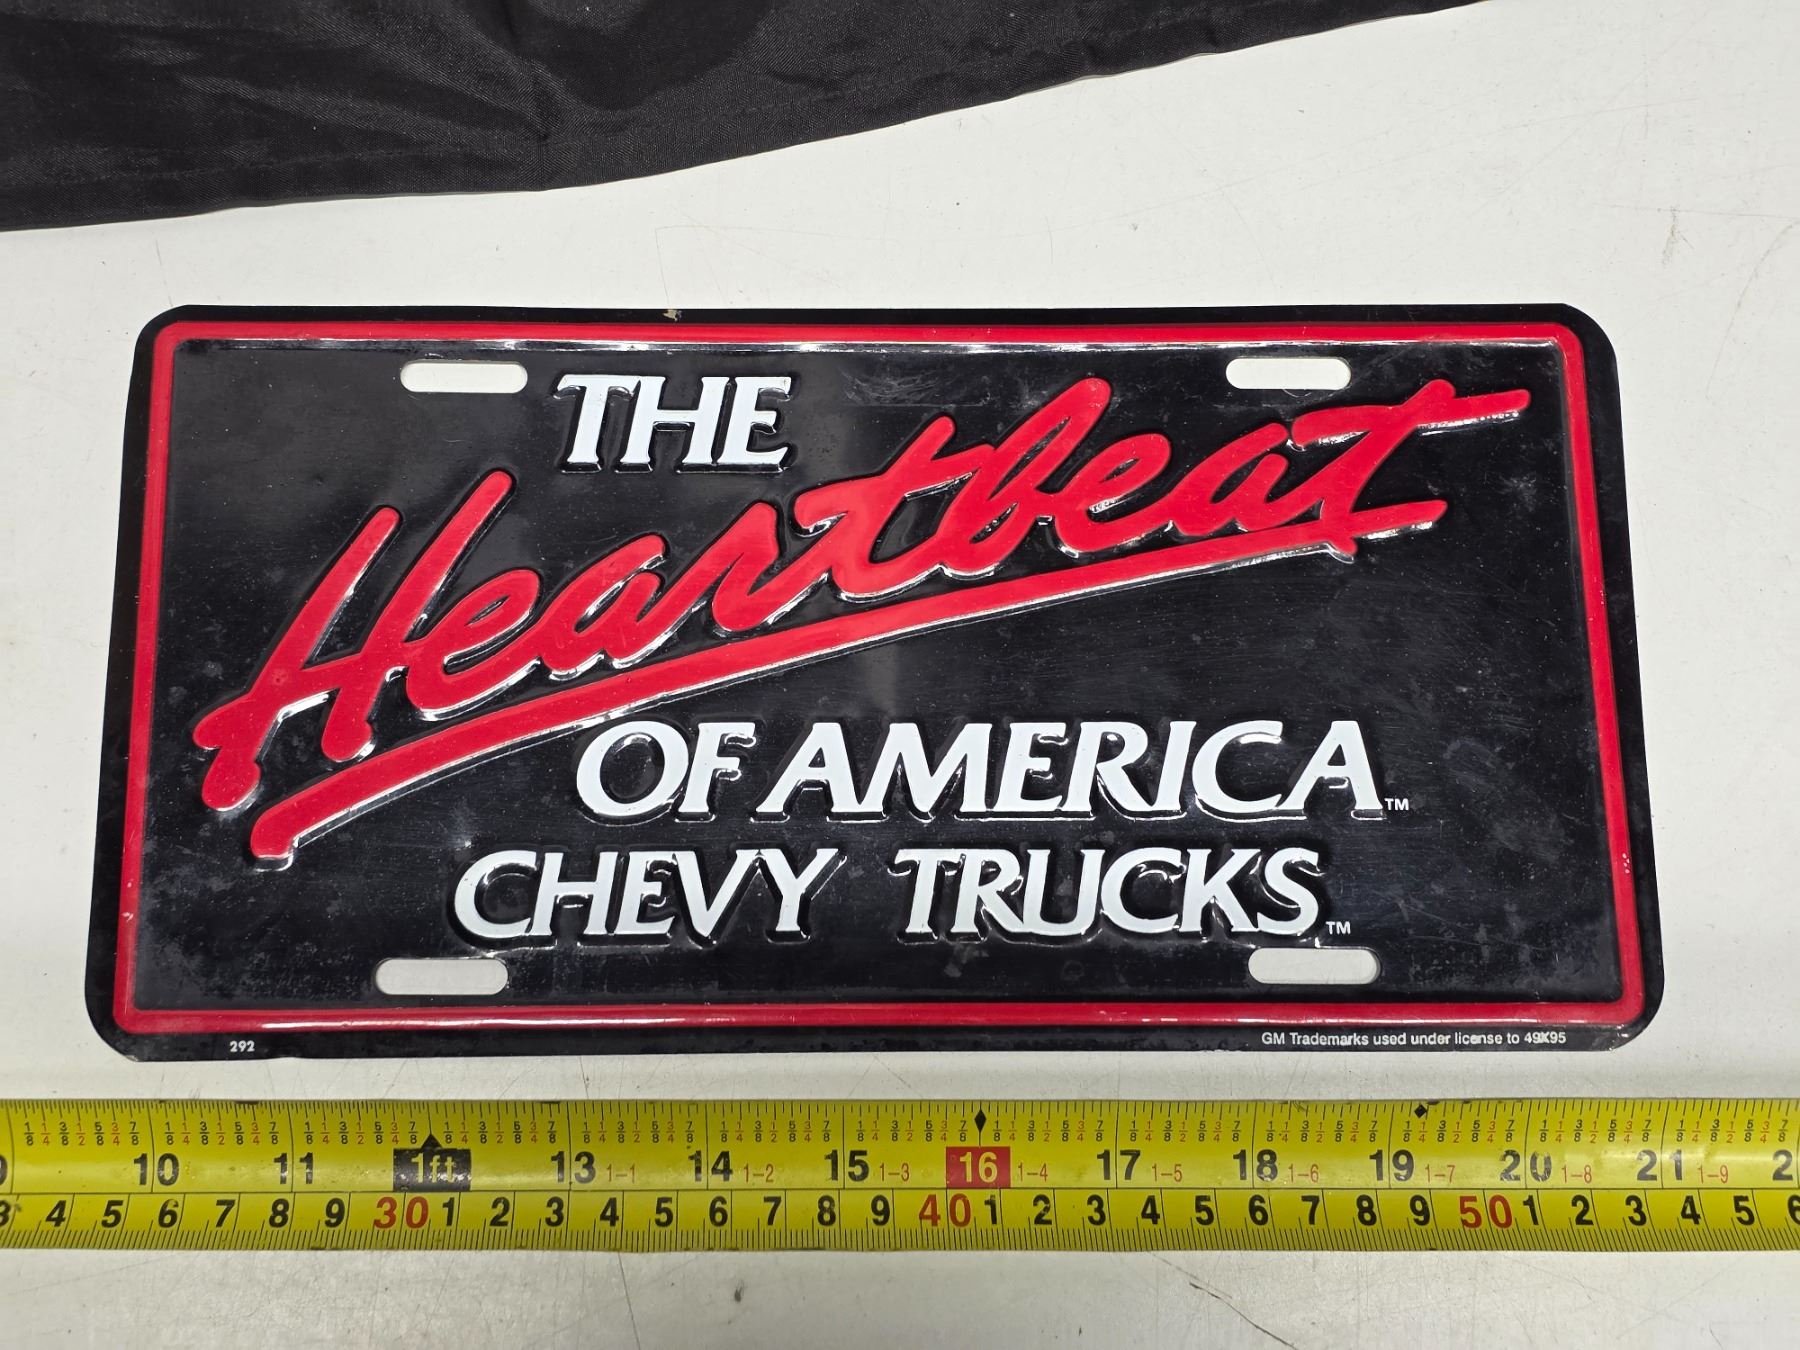 THE
Heartbeat
OF AMERICA™
CHEVY TRUCKS™
292
GM Trademarks used under license to 49X95
10 11 1ft 13 1-1 14 1-2 15 1-3 16 1-4 17 1-5 18 1-6 19 1-7 20 1-8 21 1-9
3 4 5 6 7 8 9 30 1 2 3 4 5 6 7 8 9 40 1 2 3 4 5 6 7 8 9 50 1 2 3 4 5 6